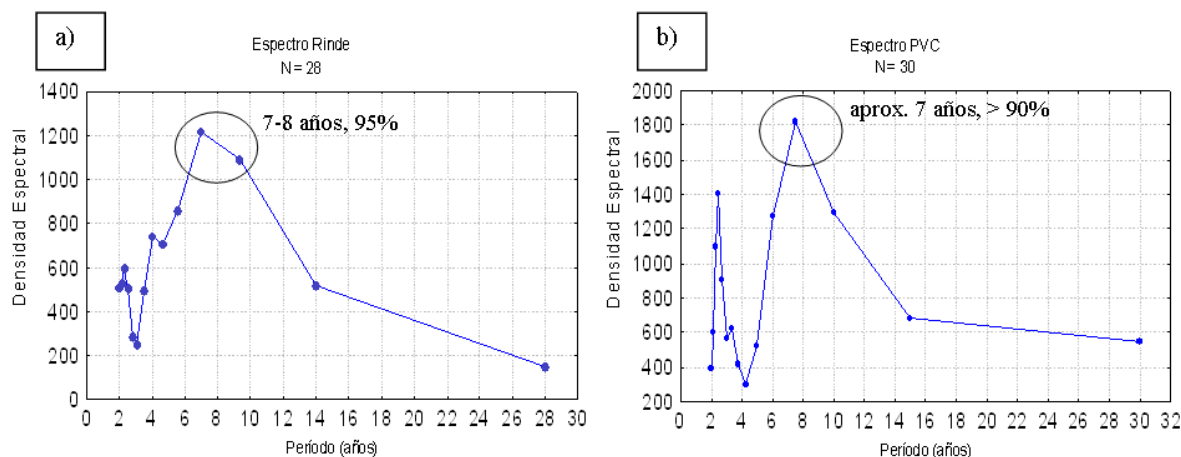 a)
Espectro Rinde
N= 28
7-8 años, 95%
Densidad Espectral
1400
1200
1000
800
600
400
200
0
0 2 4 6 8 10 12 14 16 18 20 22 24 26 28 30
Período (años)
b)
Espectro PVC
N= 30
aprox. 7 años, > 90%
Densidad Espectral
2000
1800
1600
1400
1200
1000
800
600
400
200
0 2 4 6 8 10 12 14 16 18 20 22 24 26 28 30 32
Período (años)